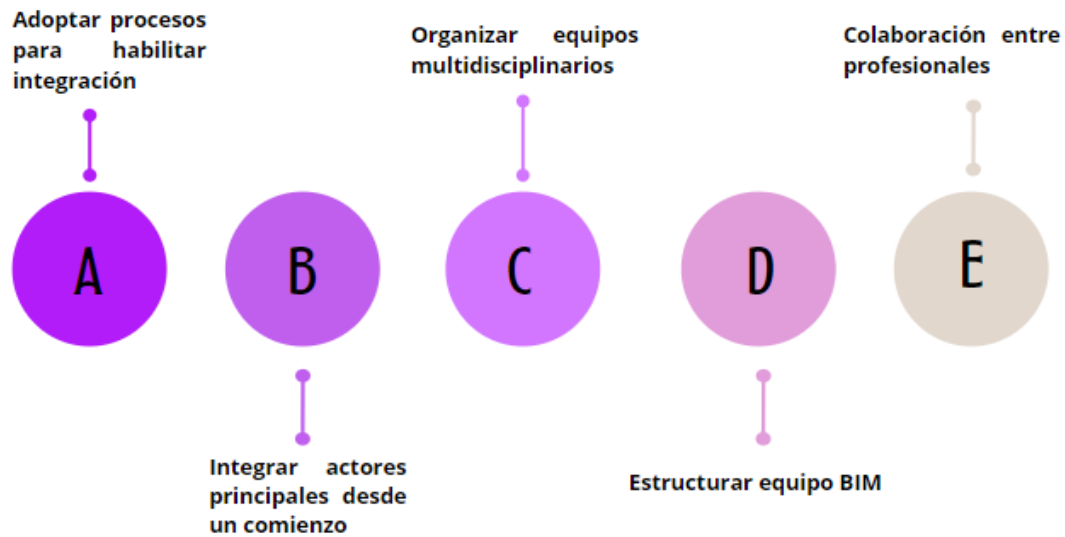 Adoptar procesos
para habilitar
integración
Organizar equipos
multidisciplinarios
Colaboración entre
profesionales
A
B
C
D
E
Integrar actores
principales desde
un comienzo
Estructurar equipo BIM